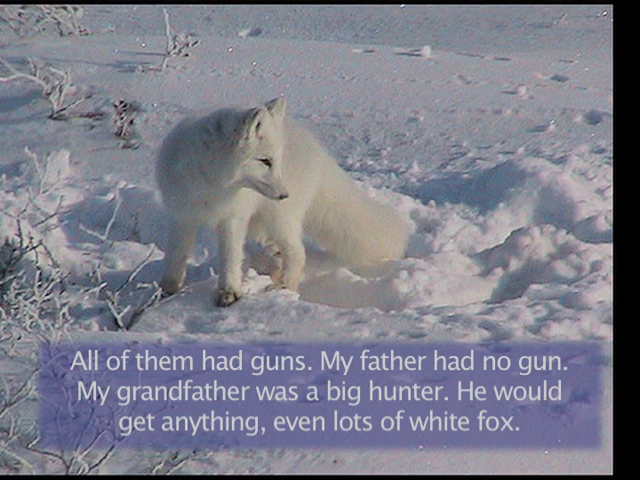 All of them had guns. My father had no gun.
My grandfather was a big hunter. He would
get anything, even lots of white fox.